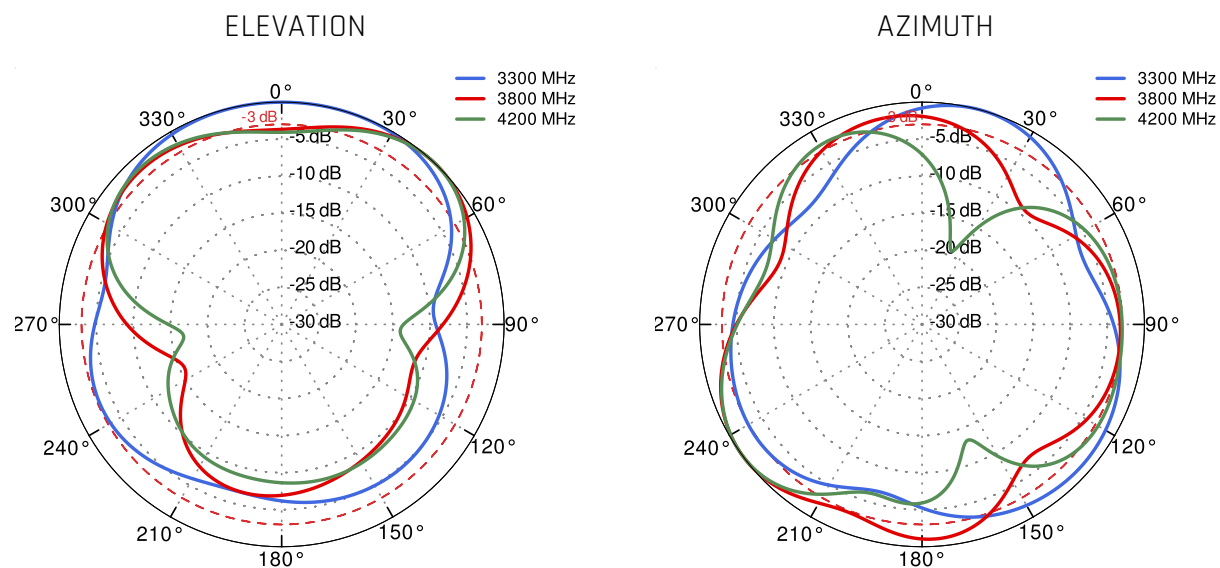 ELEVATION
3300 MHz
3800 MHz
4200 MHz
0°
30°
60°
90°
120°
150°
180°
210°
240°
270°
300°
330°
-3 dB
-5 dB
-10 dB
-15 dB
-20 dB
-25 dB
-30 dB
AZIMUTH
3300 MHz
3800 MHz
4200 MHz
0°
30°
60°
90°
120°
150°
180°
210°
240°
270°
300°
330°
-3 dB
-5 dB
-10 dB
-15 dB
-20 dB
-25 dB
-30 dB